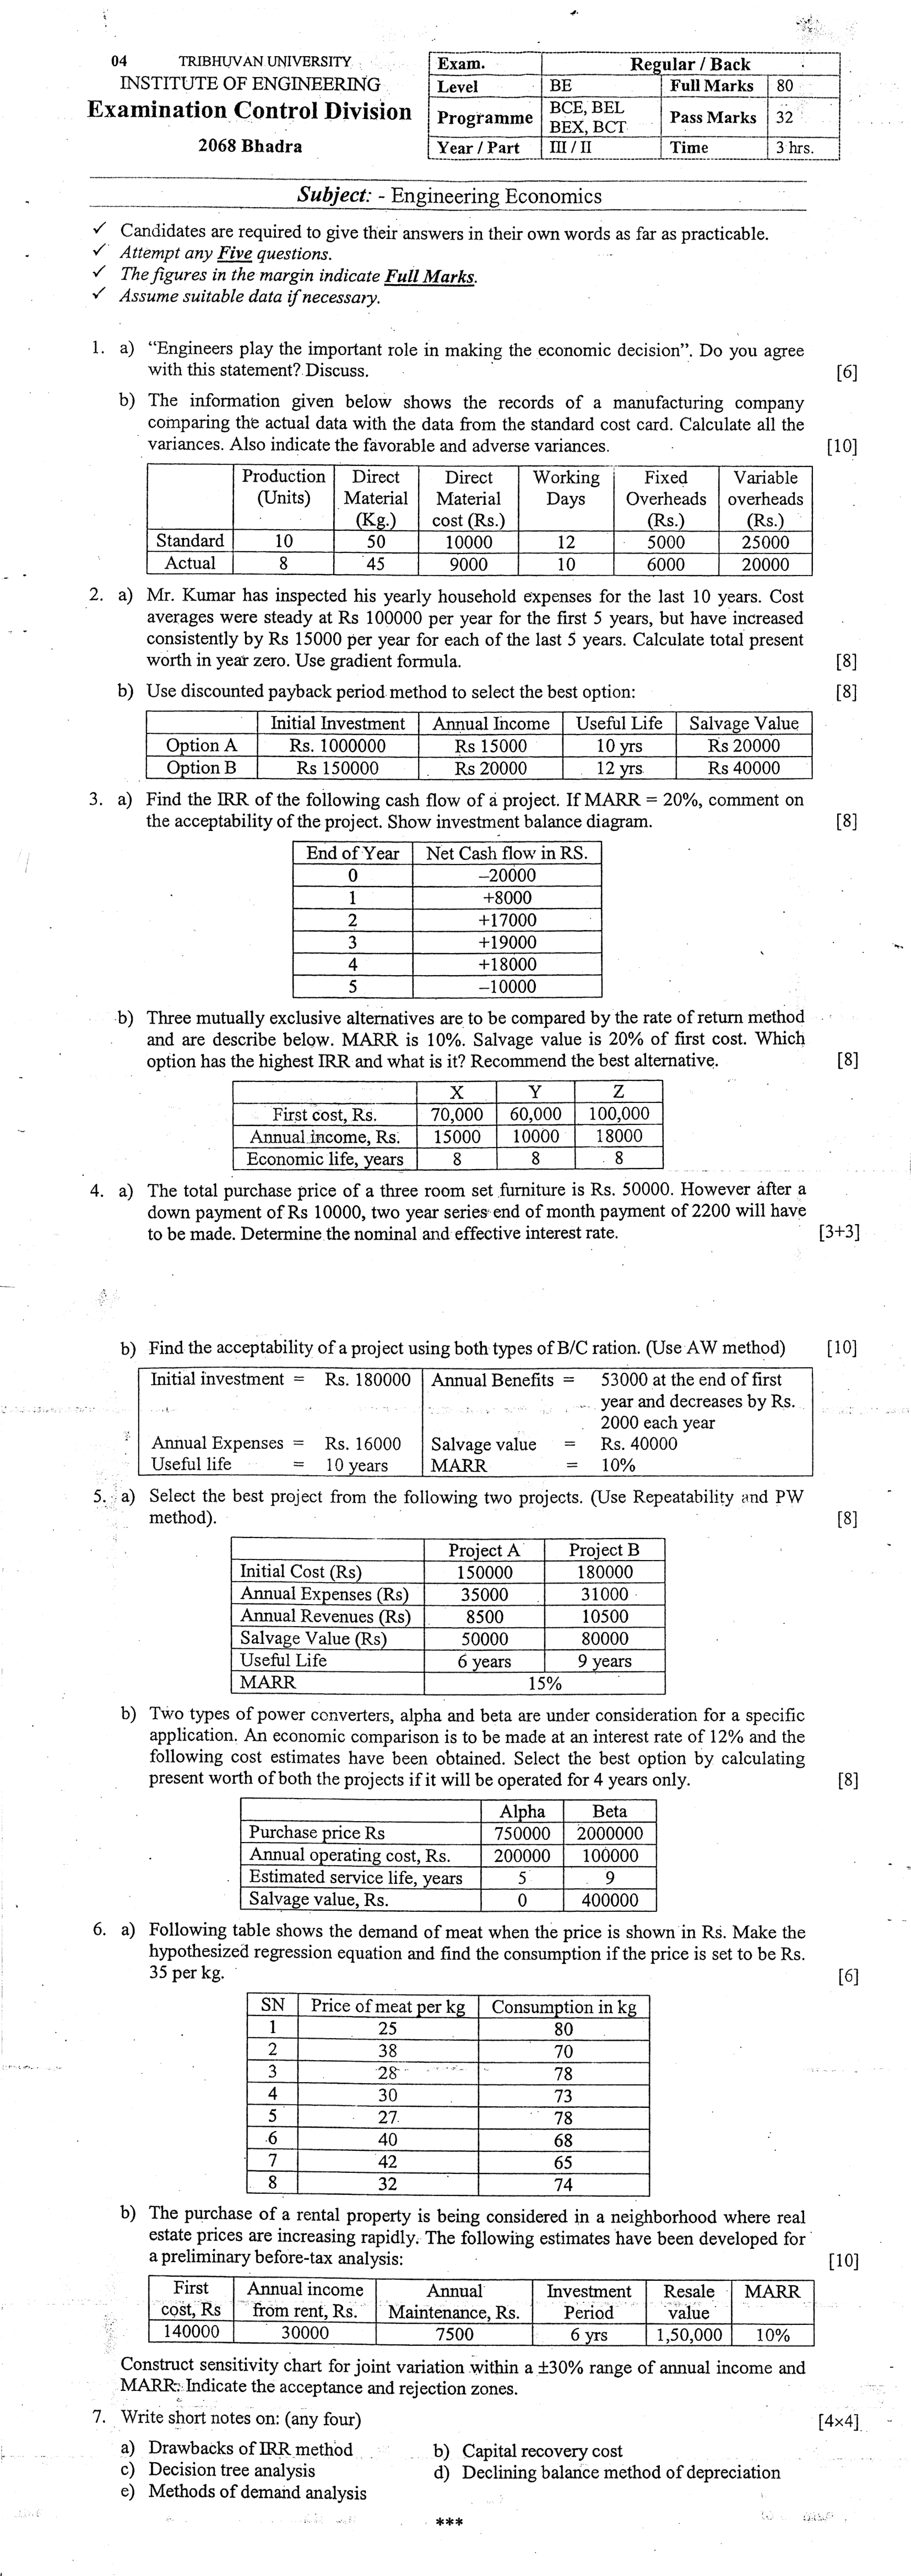 04 TRIBHUVAN UNIVERSITY
INSTITUTE OF ENGINEERING
Examination Control Division
2068 Bhadra
Exam. Regular / Back
Level BE Full Marks 80
Programme BCE, BEL BEX, BCT Pass Marks 32
Year / Part III / II Time 3 hrs.
Subject: - Engineering Economics
✓ Candidates are required to give their answers in their own words as far as practicable.
✓ Attempt any Five questions.
✓ The figures in the margin indicate Full Marks.
✓ Assume suitable data if necessary.
1. a) “Engineers play the important role in making the economic decision”. Do you agree
with this statement? Discuss. [6]
b) The information given below shows the records of a manufacturing company
comparing the actual data with the data from the standard cost card. Calculate all the
variances. Also indicate the favorable and adverse variances. [10]
Production Direct Direct Working Fixed Variable
(Units) Material Material Days Overheads overheads
(Kg.) cost (Rs.) (Rs.) (Rs.)
Standard 10 50 10000 12 5000 25000
Actual 8 45 9000 10 6000 20000
2. a) Mr. Kumar has inspected his yearly household expenses for the last 10 years. Cost
averages were steady at Rs 100000 per year for the first 5 years, but have increased
consistently by Rs 15000 per year for each of the last 5 years. Calculate total present
worth in year zero. Use gradient formula. [8]
b) Use discounted payback period method to select the best option: [8]
Initial Investment Annual Income Useful Life Salvage Value
Option A Rs. 1000000 Rs 15000 10 yrs Rs 20000
Option B Rs 150000 Rs 20000 12 yrs Rs 40000
3. a) Find the IRR of the following cash flow of a project. If MARR = 20%, comment on
the acceptability of the project. Show investment balance diagram. [8]
End of Year Net Cash flow in RS.
0 –20000
1 +8000
2 +17000
3 +19000
4 +18000
5 –10000
b) Three mutually exclusive alternatives are to be compared by the rate of return method
and are describe below. MARR is 10%. Salvage value is 20% of first cost. Which
option has the highest IRR and what is it? Recommend the best alternative. [8]
X Y Z
First cost, Rs. 70,000 60,000 100,000
Annual income, Rs. 15000 10000 18000
Economic life, years 8 8 8
4. a) The total purchase price of a three room set furniture is Rs. 50000. However after a
down payment of Rs 10000, two year series end of month payment of 2200 will have
to be made. Determine the nominal and effective interest rate. [3+3]
b) Find the acceptability of a project using both types of B/C ration. (Use AW method) [10]
Initial investment = Rs. 180000 Annual Benefits = 53000 at the end of first
year and decreases by Rs.
2000 each year
Annual Expenses = Rs. 16000 Salvage value = Rs. 40000
Useful life = 10 years MARR = 10%
5. a) Select the best project from the following two projects. (Use Repeatability and PW
method). [8]
Project A Project B
Initial Cost (Rs) 150000 180000
Annual Expenses (Rs) 35000 31000
Annual Revenues (Rs) 8500 10500
Salvage Value (Rs) 50000 80000
Useful Life 6 years 9 years
MARR 15%
b) Two types of power converters, alpha and beta are under consideration for a specific
application. An economic comparison is to be made at an interest rate of 12% and the
following cost estimates have been obtained. Select the best option by calculating
present worth of both the projects if it will be operated for 4 years only. [8]
Alpha Beta
Purchase price Rs 750000 2000000
Annual operating cost, Rs. 200000 100000
Estimated service life, years 5 9
Salvage value, Rs. 0 400000
6. a) Following table shows the demand of meat when the price is shown in Rs. Make the
hypothesized regression equation and find the consumption if the price is set to be Rs.
35 per kg. [6]
SN Price of meat per kg Consumption in kg
1 25 80
2 38 70
3 28 78
4 30 73
5 27 78
6 40 68
7 42 65
8 32 74
b) The purchase of a rental property is being considered in a neighborhood where real
estate prices are increasing rapidly. The following estimates have been developed for
a preliminary before-tax analysis: [10]
First Annual income Annual Investment Resale MARR
cost, Rs from rent, Rs. Maintenance, Rs. Period value
140000 30000 7500 6 yrs 1,50,000 10%
Construct sensitivity chart for joint variation within a ±30% range of annual income and
MARR. Indicate the acceptance and rejection zones.
7. Write short notes on: (any four) [4×4]
a) Drawbacks of IRR method b) Capital recovery cost
c) Decision tree analysis d) Declining balance method of depreciation
e) Methods of demand analysis
***